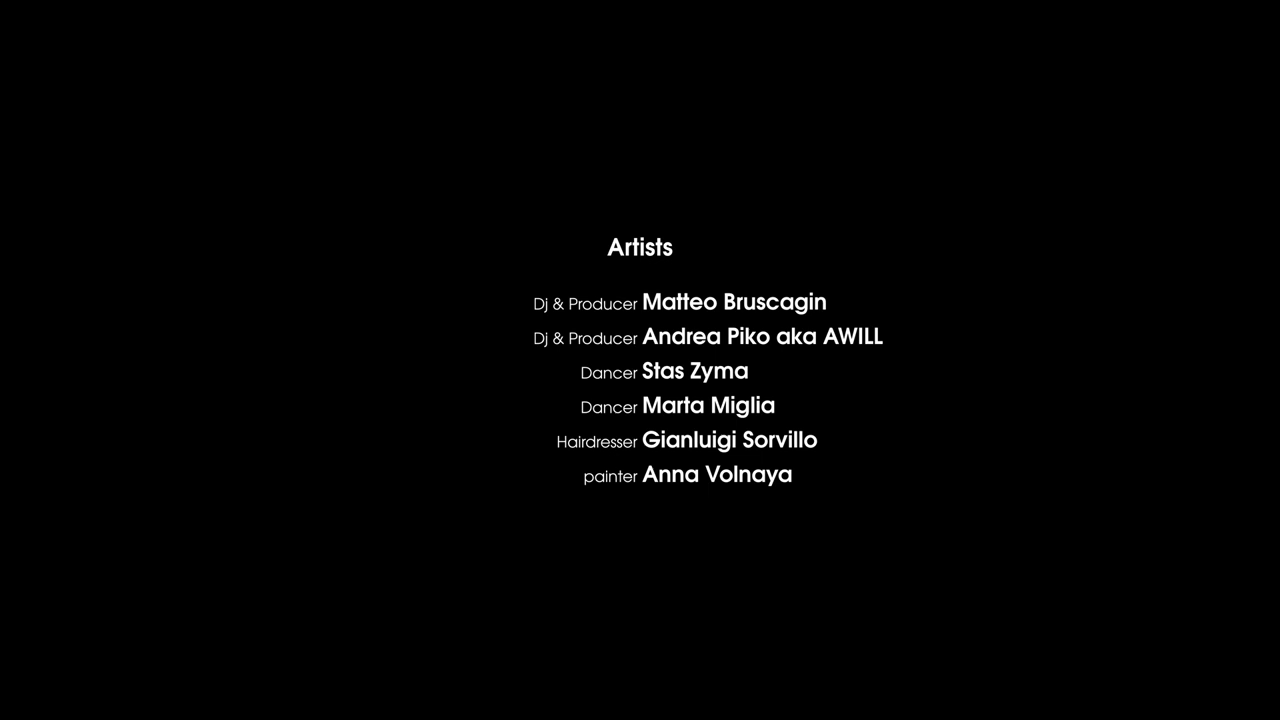 Artists
Dj & Producer Matteo Bruscagin
Dj & Producer Andrea Piko aka AWILL
Dancer Stas Zyma
Dancer Marta Miglia
Hairdresser Gianluigi Sorvillo
painter Anna Volnaya